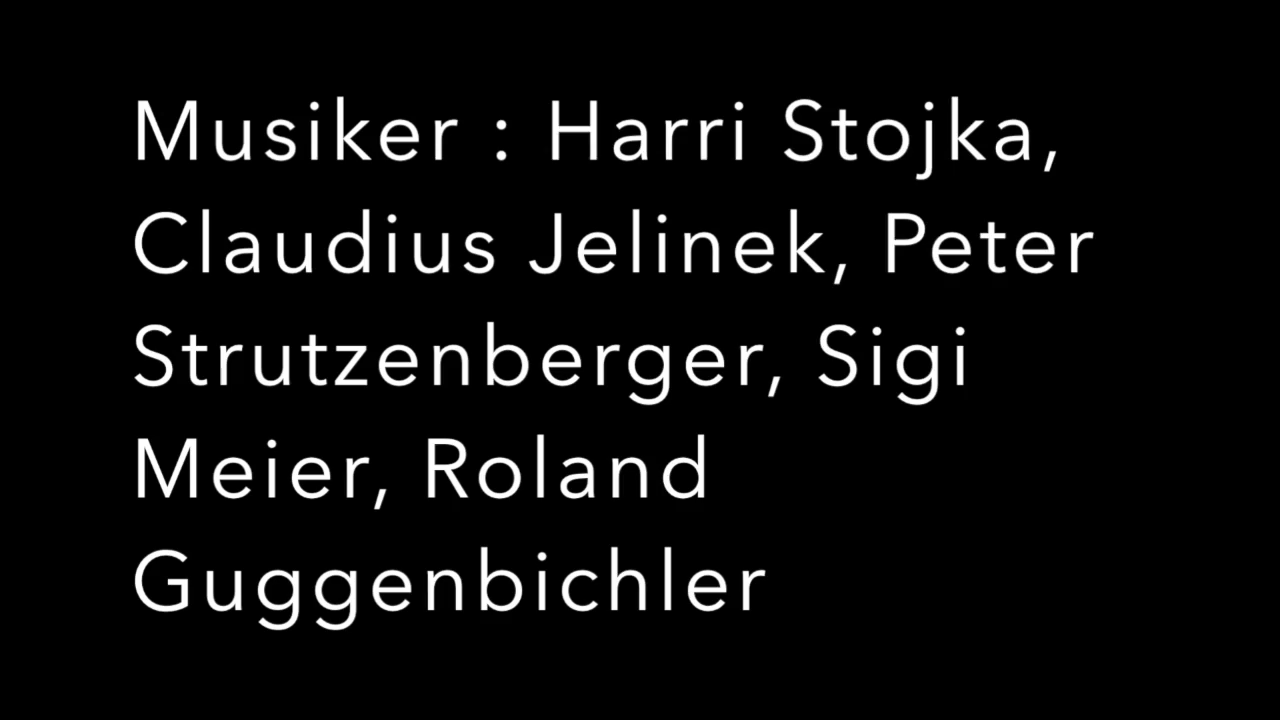 Musiker : Harri Stojka,
Claudius Jelinek, Peter
Strutzenberger, Sigi
Meier, Roland
Guggenbichler